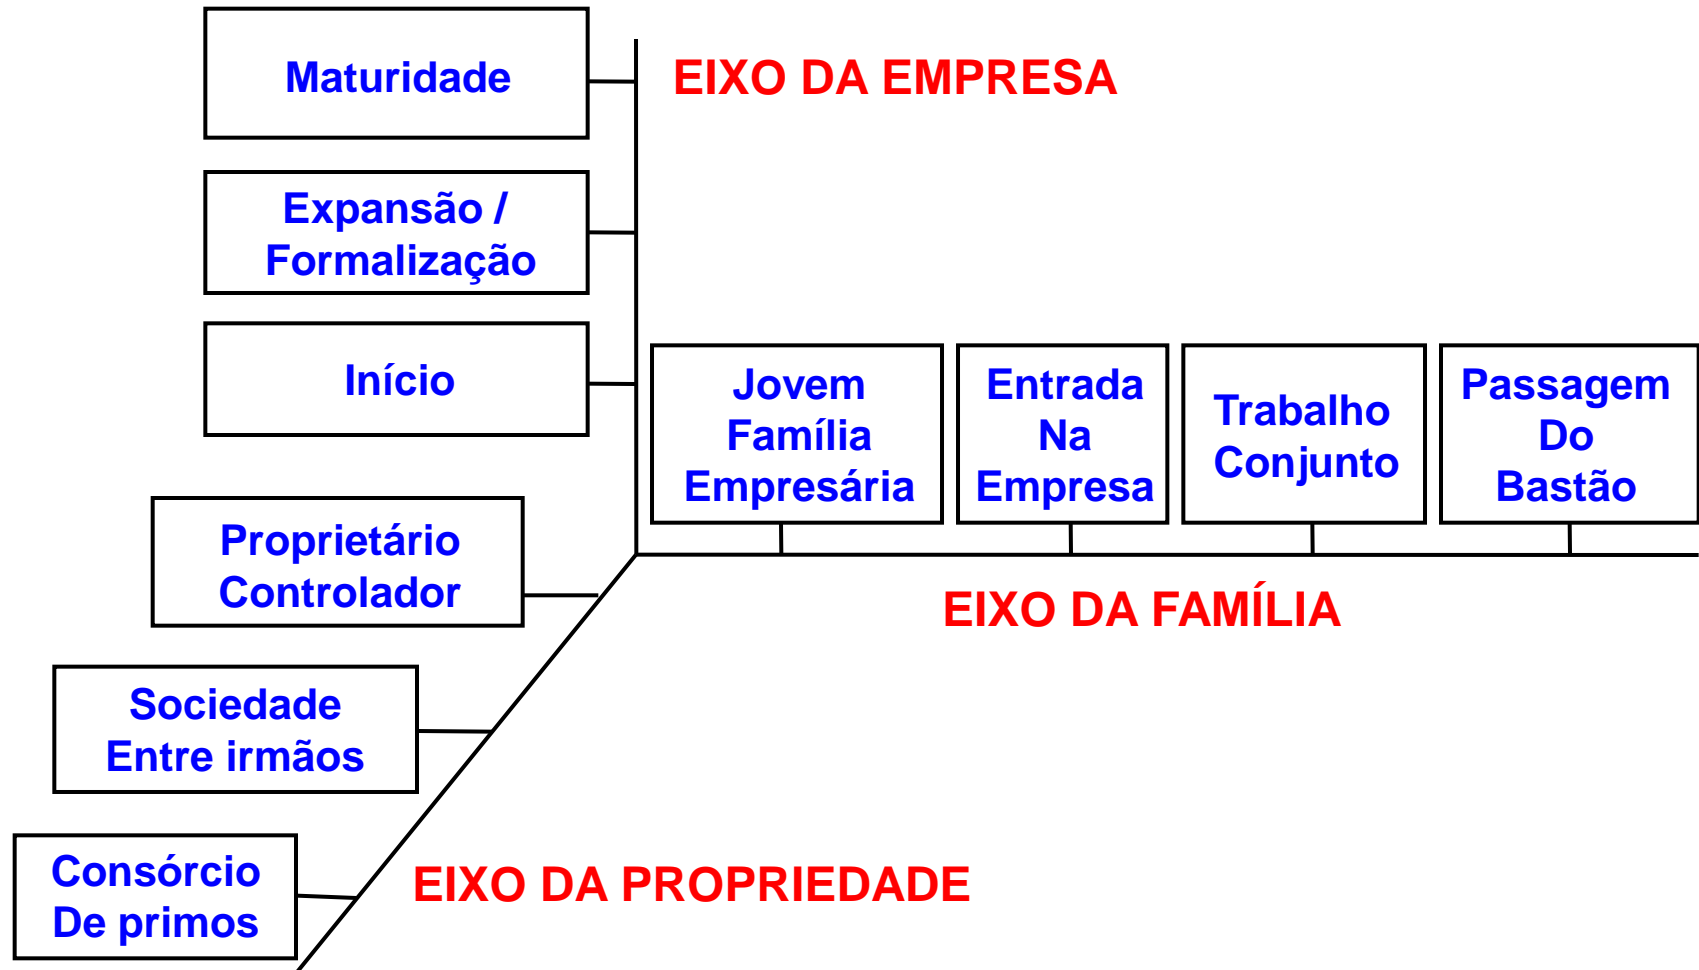 Maturidade
EIXO DA EMPRESA
Expansão /
Formalização
Início
Jovem
Família
Empresária
Entrada
Na
Empresa
Trabalho
Conjunto
Passagem
Do
Bastão
Proprietário
Controlador
EIXO DA FAMÍLIA
Sociedade
Entre irmãos
Consórcio
De primos
EIXO DA PROPRIEDADE